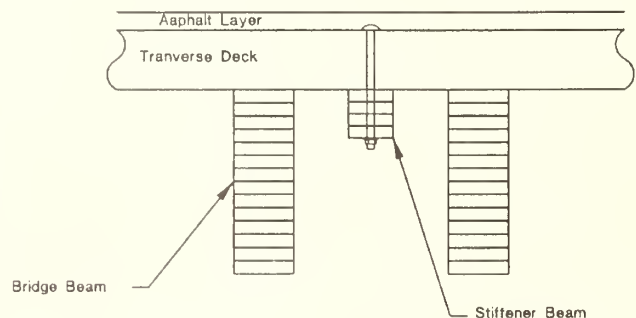 Aaphalt Layer
Tranverse Deck
Bridge Beam
Stiffener Beam